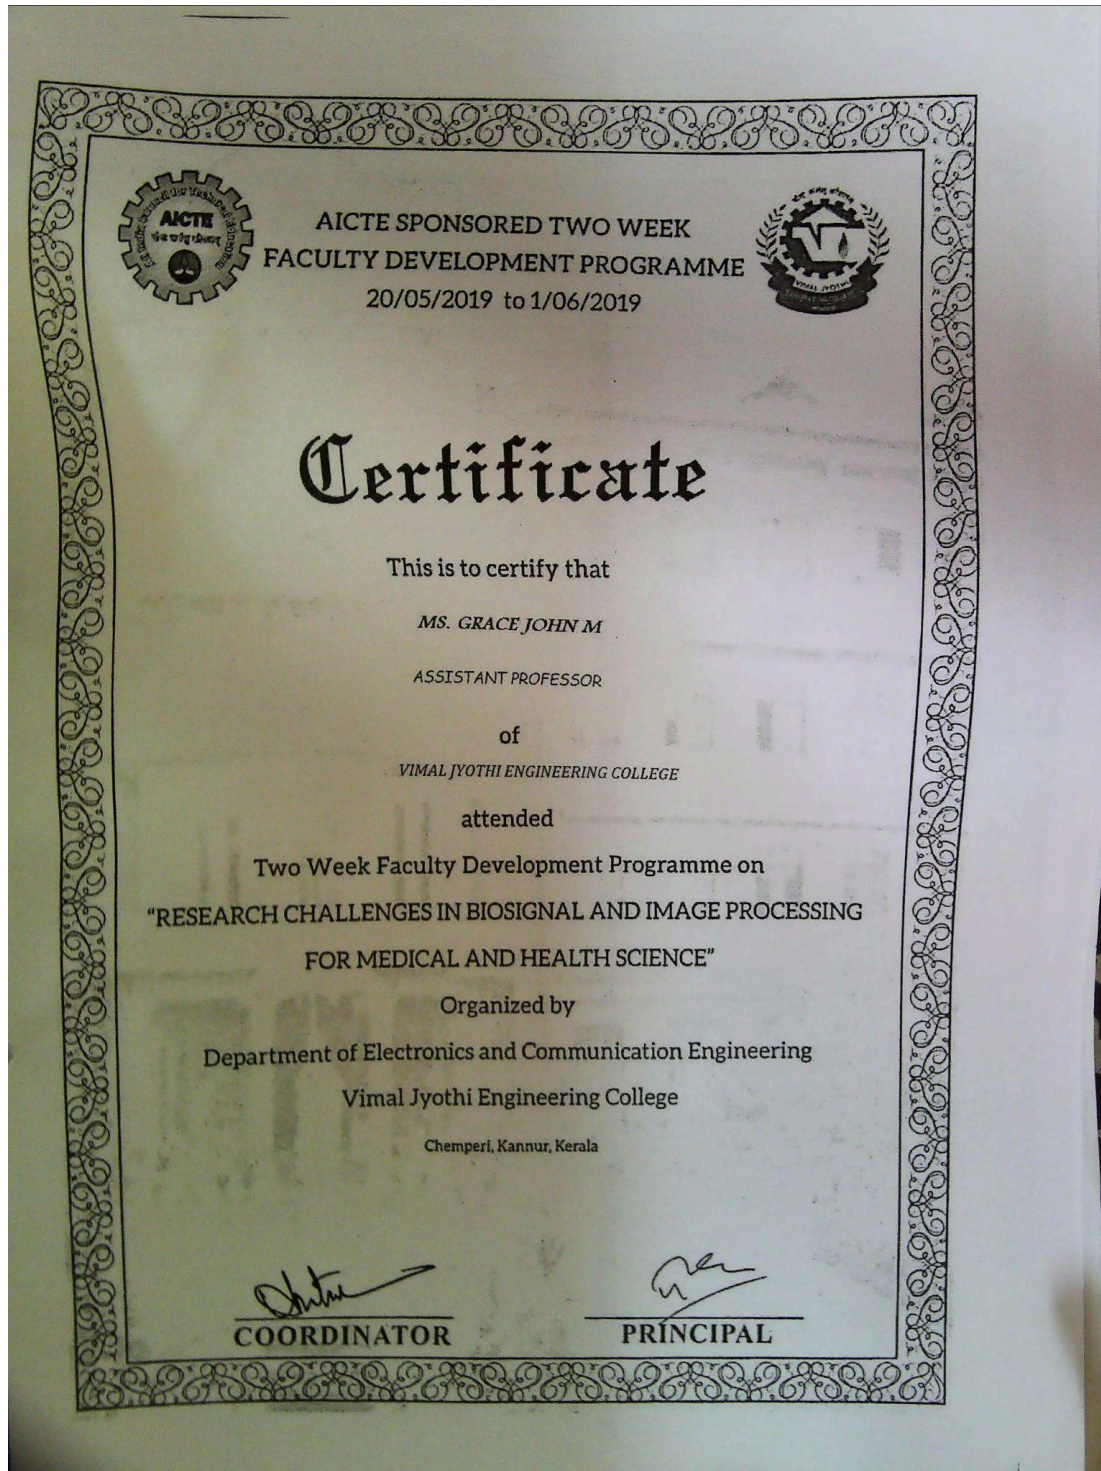 AICTE
AICTE SPONSORED TWO WEEK
FACULTY DEVELOPMENT PROGRAMME
20/05/2019 to 1/06/2019
VIMAL JYOTHI
Certificate
This is to certify that
MS. GRACE JOHN M
ASSISTANT PROFESSOR
of
VIMAL JYOTHI ENGINEERING COLLEGE
attended
Two Week Faculty Development Programme on
"RESEARCH CHALLENGES IN BIOSIGNAL AND IMAGE PROCESSING
FOR MEDICAL AND HEALTH SCIENCE"
Organized by
Department of Electronics and Communication Engineering
Vimal Jyothi Engineering College
Chemperi, Kannur, Kerala
COORDINATOR
PRINCIPAL